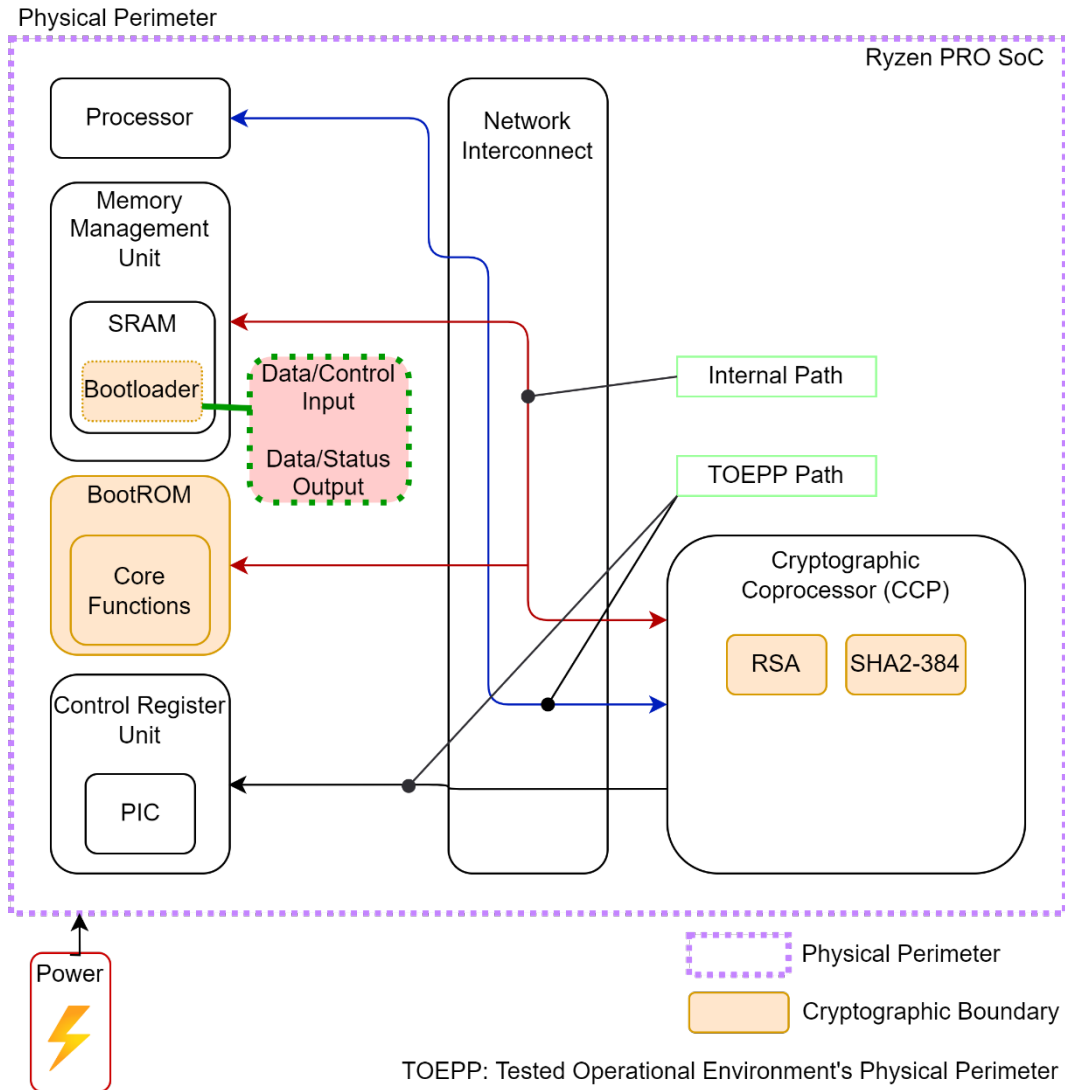 Physical Perimeter
Ryzen PRO SoC
Processor
Network
Interconnect
Memory
Management
Unit
SRAM
Bootloader
Data/Control
Input
Data/Status
Output
Internal Path
TOEPP Path
BootROM
Core
Functions
Cryptographic
Coprocessor (CCP)
RSA
SHA2-384
Control Register
Unit
PIC
Power
Physical Perimeter
Cryptographic Boundary
TOEPP: Tested Operational Environment's Physical Perimeter